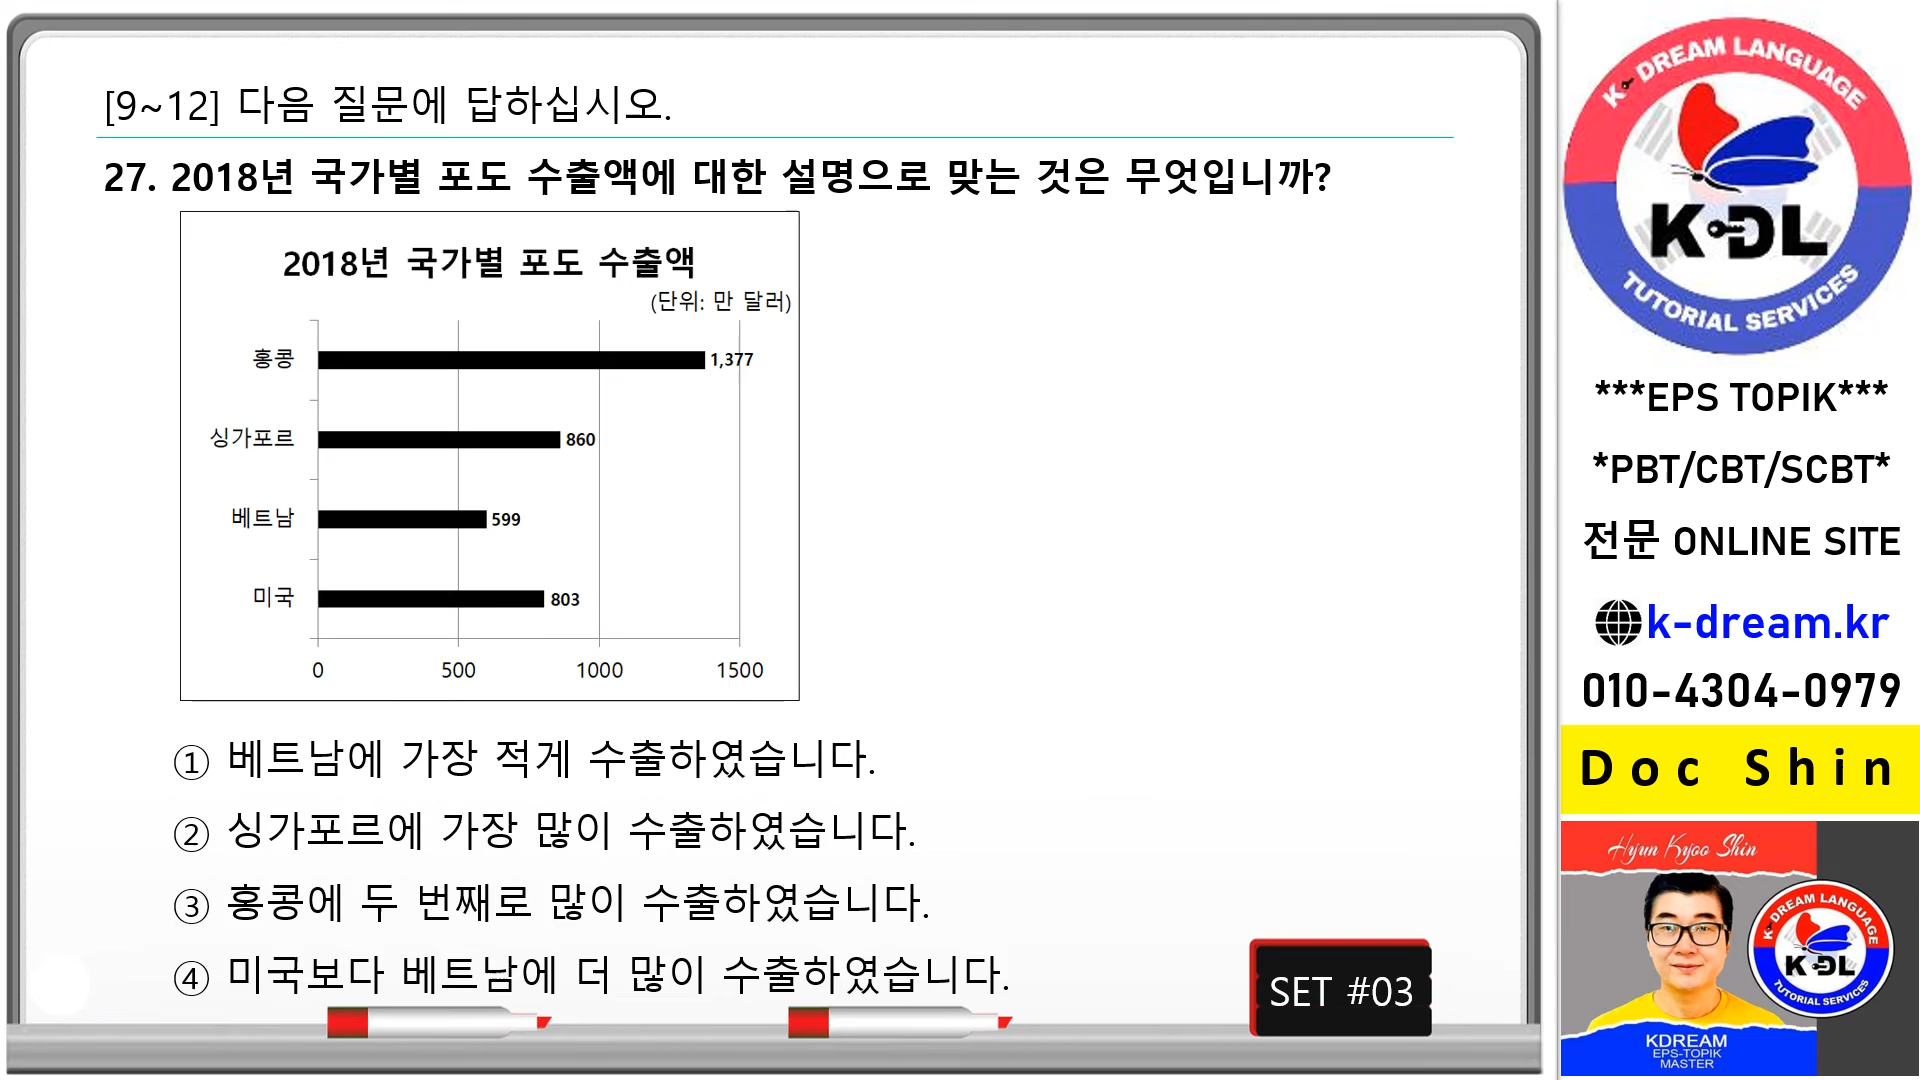 [9~12] 다음 질문에 답하십시오.
27. 2018년 국가별 포도 수출액에 대한 설명으로 맞는 것은 무엇입니까?
2018년 국가별 포도 수출액
(단위: 만 달러)
홍콩 1,377
싱가포르 860
베트남 599
미국 803
0 500 1000 1500
① 베트남에 가장 적게 수출하였습니다.
② 싱가포르에 가장 많이 수출하였습니다.
③ 홍콩에 두 번째로 많이 수출하였습니다.
④ 미국보다 베트남에 더 많이 수출하였습니다.
SET #03
K-DREAM LANGUAGE
K-DL
TUTORIAL SERVICES
***EPS TOPIK***
*PBT/CBT/SCBT*
전문 ONLINE SITE
k-dream.kr
010-4304-0979
Doc Shin
Hyun Kyoo Shin
K-DREAM LANGUAGE
K-DL
TUTORIAL SERVICES
KDREAM
EPS-TOPIK
MASTER